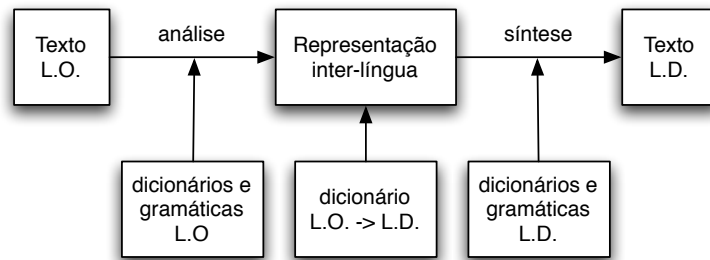 Texto
L.O.
análise
Representação
inter-língua
síntese
Texto
L.D.
dicionários e
gramáticas
L.O
dicionário
L.O. -> L.D.
dicionários e
gramáticas
L.D.